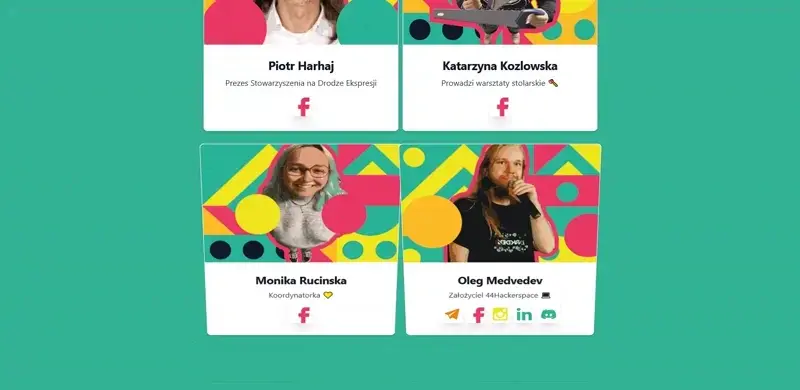 Piotr Harhaj
Prezes Stowarzyszenia na Drodze Ekspresji
Katarzyna Kozlowska
Prowadzi warsztaty stolarskie 🪓
Monika Rucinska
Koordynatorka 💛
Oleg Medvedev
Założyciel 44Hackerspace 💻